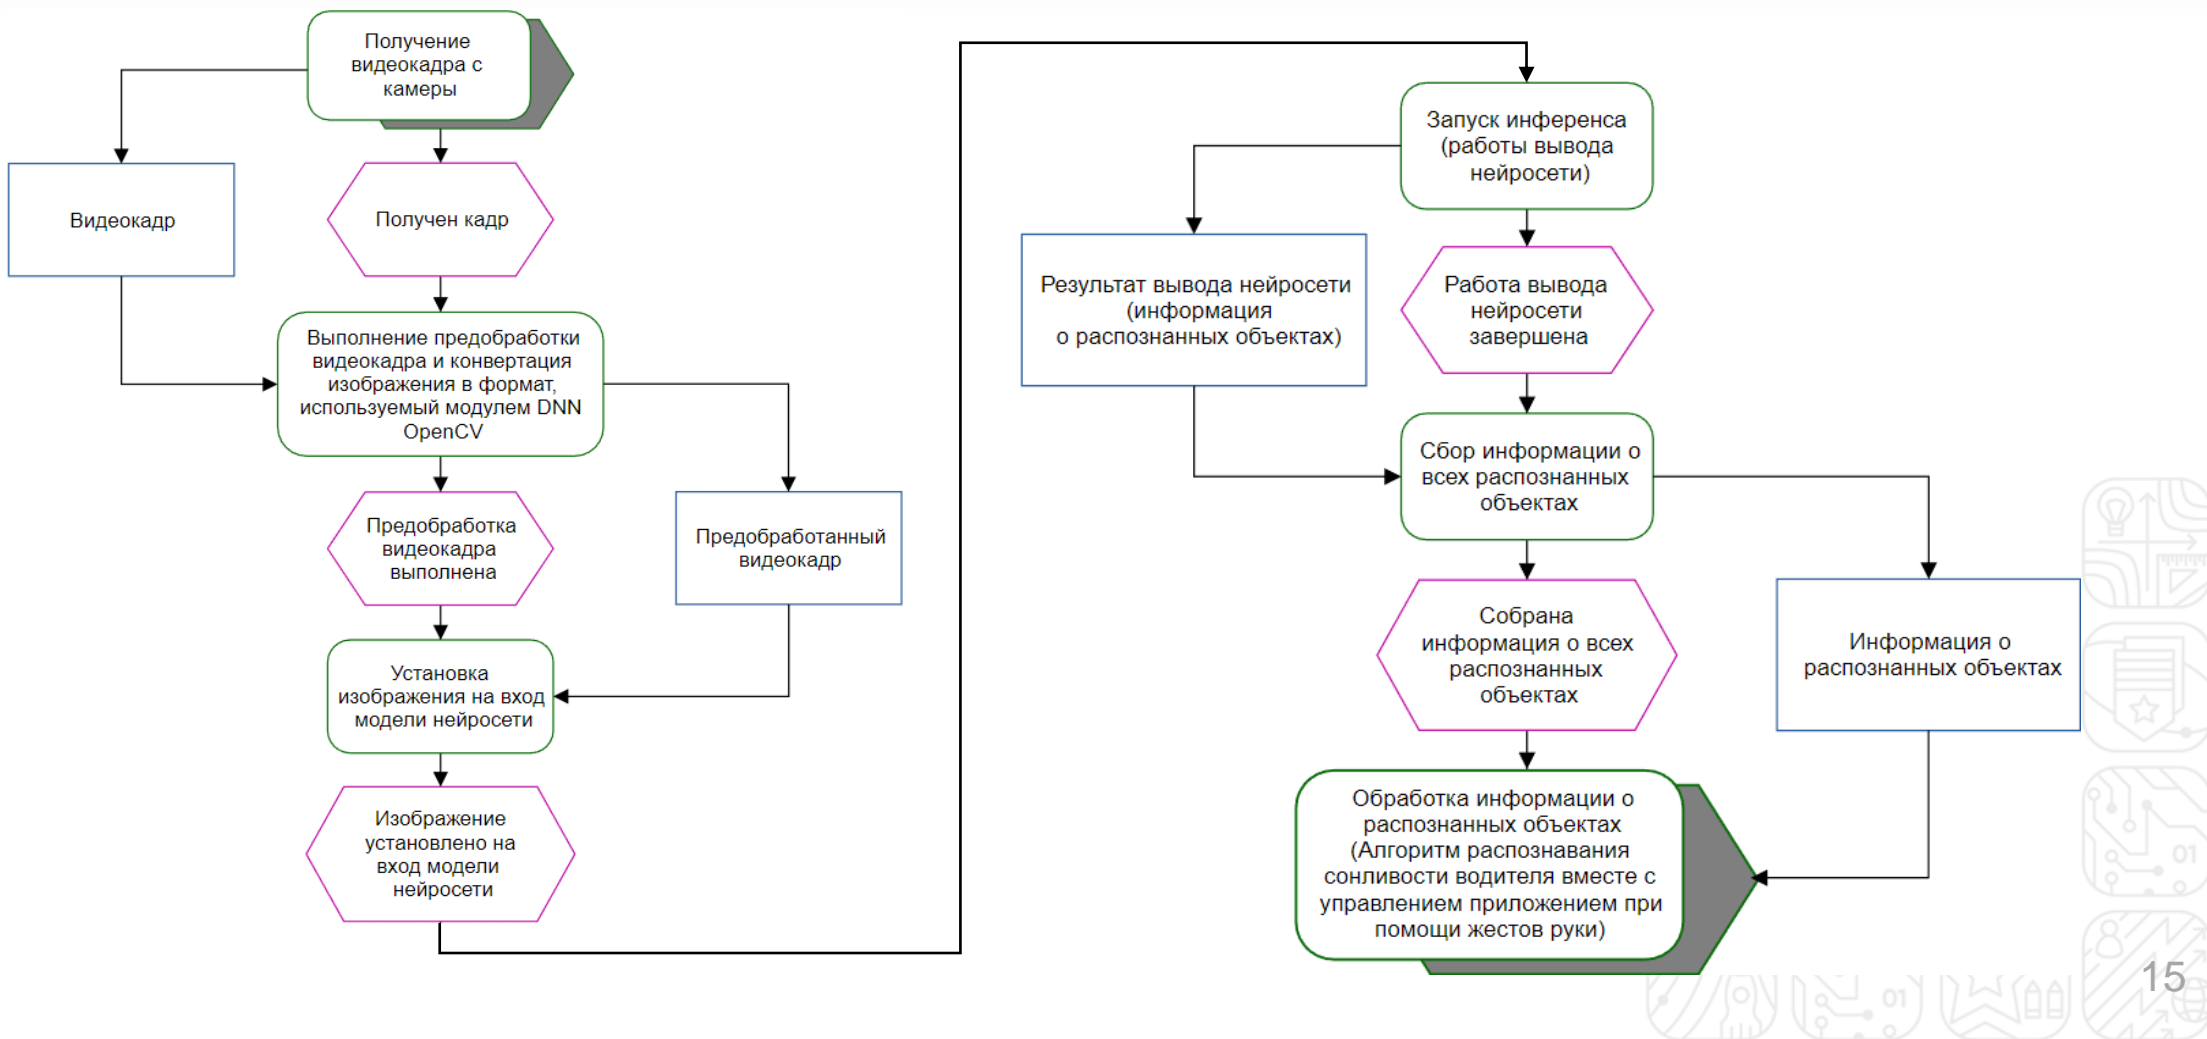 Получение
видеокадра с
камеры
Видеокадр
Получен кадр
Выполнение предобработки
видеокадра и конвертация
изображения в формат,
используемый модулем DNN
OpenCV
Предобработка
видеокадра
выполнена
Предобработанный
видеокадр
Установка
изображения на вход
модели нейросети
Изображение
установлено на
вход модели
нейросети
Запуск инференса
(работы вывода
нейросети)
Результат вывода нейросети
(информация
о распознанных объектах)
Работа вывода
нейросети
завершена
Сбор информации о
всех распознанных
объектах
Собрана
информация о всех
распознанных
объектах
Информация о
распознанных объектах
Обработка информации о
распознанных объектах
(Алгоритм распознавания
сонливости водителя вместе с
управлением приложением при
помощи жестов руки)
01
01
15